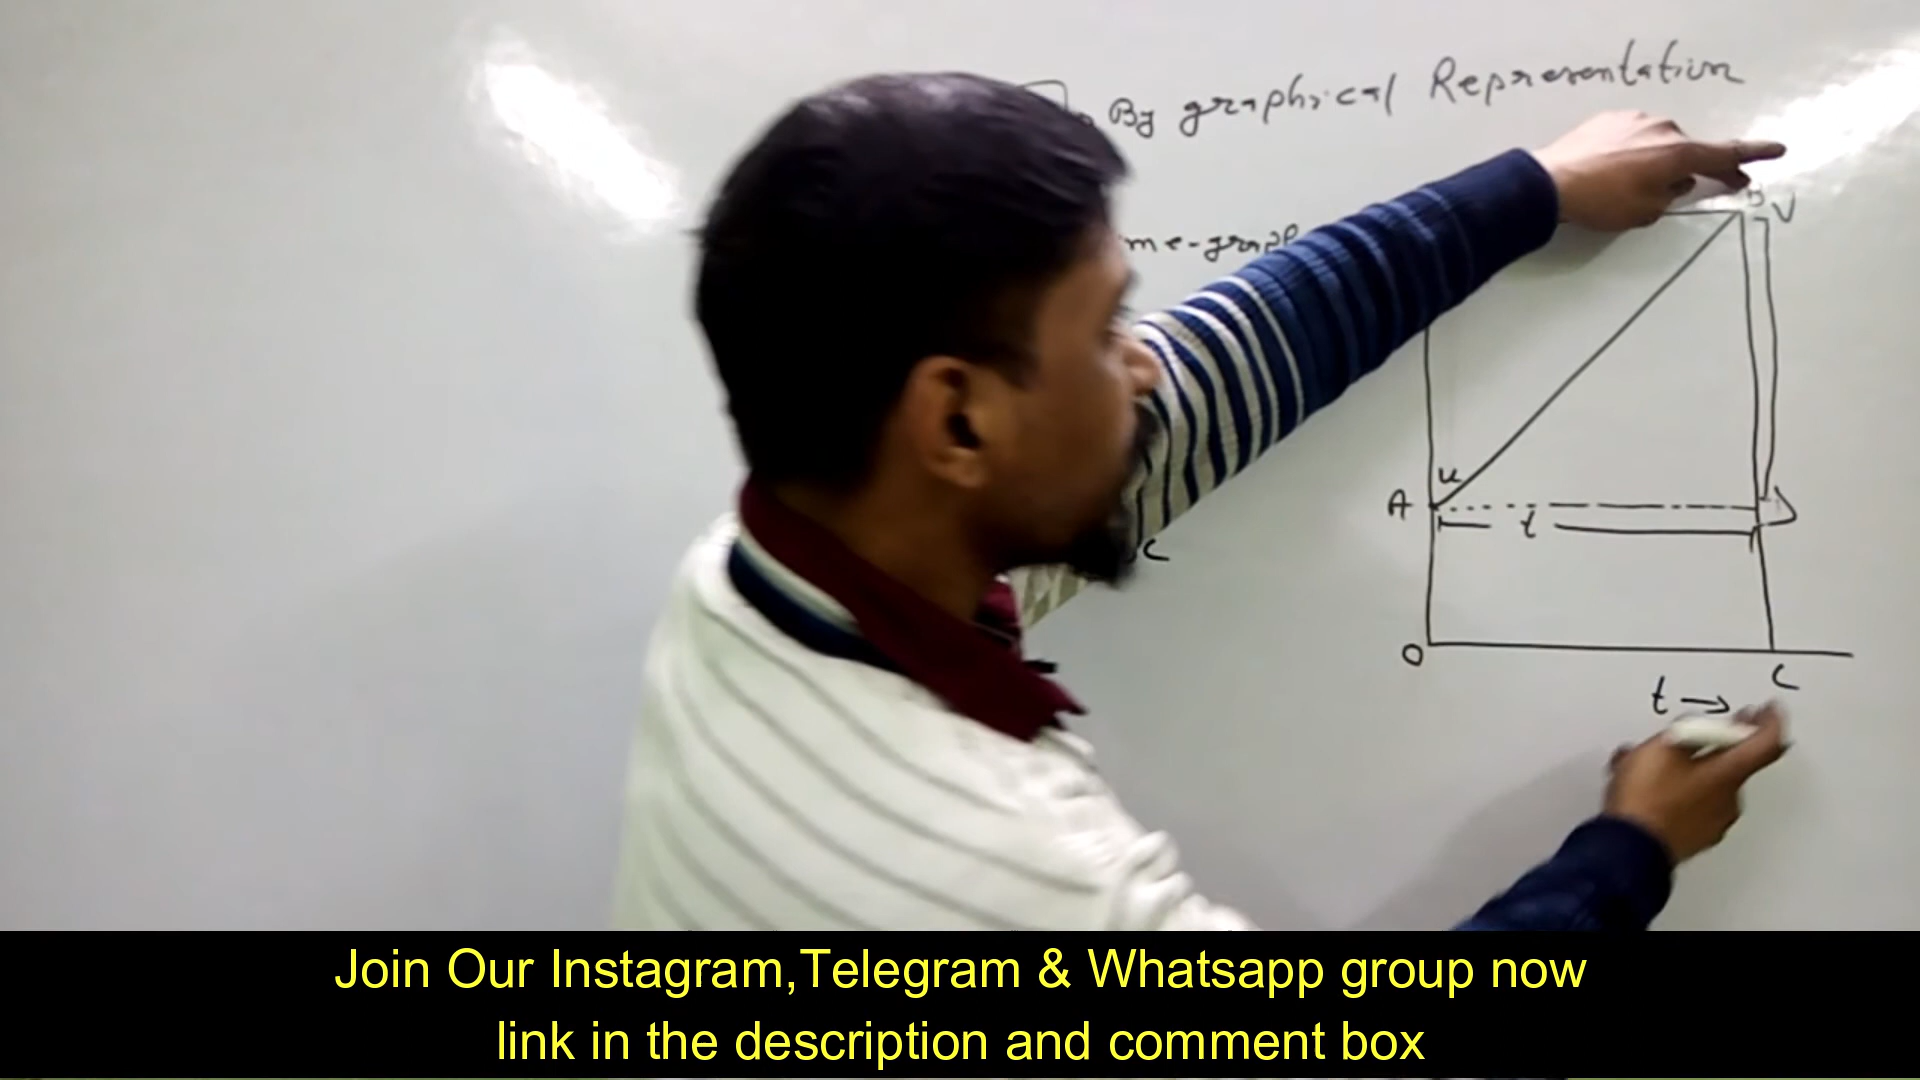 By graphical Representation
me-graph
B V
u
A D
t
C
O
C
t →
Join Our Instagram,Telegram & Whatsapp group now
link in the description and comment box